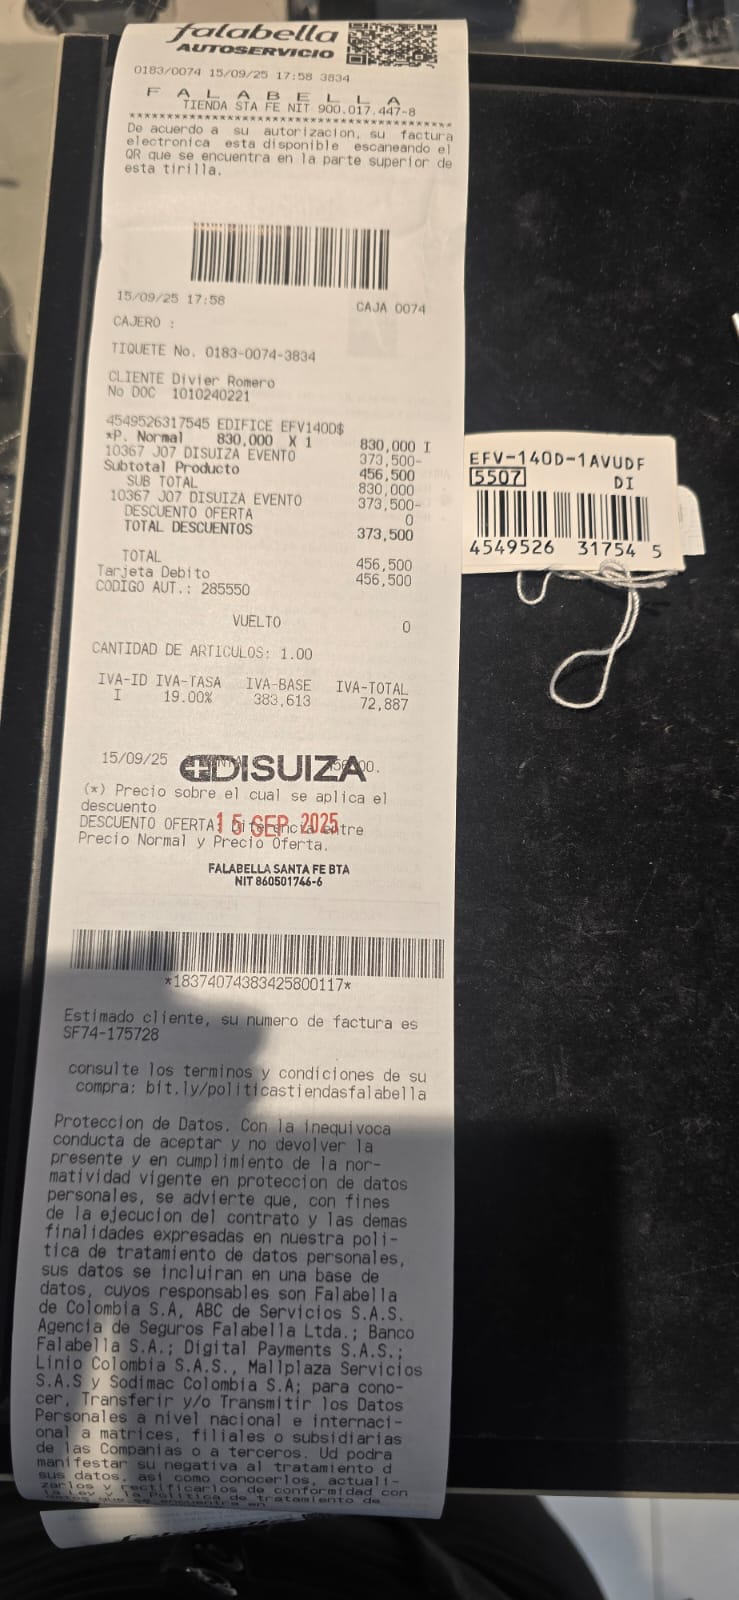 falabella
AUTOSERVICIO
0183/0074 15/09/25 17:58 3834
F A L A B E L L A
TIENDA STA FE NIT 900.017.447-8
De acuerdo a su autorizacion, su factura
electronica esta disponible escaneando el
QR que se encuentra en la parte superior de
esta tirilla.
15/09/25 17:58 CAJA 0074
CAJERO :
TIQUETE No. 0183-0074-3834
CLIENTE Divier Romero
No DOC 1010240221
4549526317545 EDIFICE EFV140D$
*P. Normal 830,000 X 1 830,000 I
10367 J07 DISUIZA EVENTO 373,500-
Subtotal Producto 456,500
SUB TOTAL 830,000
10367 J07 DISUIZA EVENTO 373,500-
DESCUENTO OFERTA 0
TOTAL DESCUENTOS 373,500
TOTAL 456,500
Tarjeta Debito 456,500
CODIGO AUT.: 285550
VUELTO 0
CANTIDAD DE ARTICULOS: 1.00
IVA-ID IVA-TASA IVA-BASE IVA-TOTAL
I 19.00% 383,613 72,887
15/09/25
DISUIZA
(*) Precio sobre el cual se aplica el
descuento
DESCUENTO OFERTA: Diferencia entre
15 SEP 2025
Precio Normal y Precio Oferta.
FALABELLA SANTA FE BTA
NIT 860501746-6
*18374074383425800117*
Estimado cliente, su numero de factura es
SF74-175728
consulte los terminos y condiciones de su
compra: bit.ly/politicastiendasfalabella
Proteccion de Datos. Con la inequivoca
conducta de aceptar y no devolver la
presente y en cumplimiento de la nor-
matividad vigente en proteccion de datos
personales, se advierte que, con fines
de la ejecucion del contrato y las demas
finalidades expresadas en nuestra poli-
tica de tratamiento de datos personales,
sus datos se incluiran en una base de
datos, cuyos responsables son Falabella
de Colombia S.A, ABC de Servicios S.A.S.
Agencia de Seguros Falabella Ltda.; Banco
Falabella S.A.; Digital Payments S.A.S.;
Linio Colombia S.A.S., Mallplaza Servicios
S.A.S y Sodimac Colombia S.A; para cono-
cer, Transferir y/o Transmitir los Datos
Personales a nivel nacional e internaci-
onal a matrices, filiales o subsidiarias
de las Companias o a terceros. Ud podra
manifestar su negativa al tratamiento d
sus datos, asi como conocerlos, actuali-
zarlos y rectificarlos de conformidad con
la Ley y la Politica de tratamiento de
EFV-140D-1AVUDF
5507 DI
4549526 31754 5